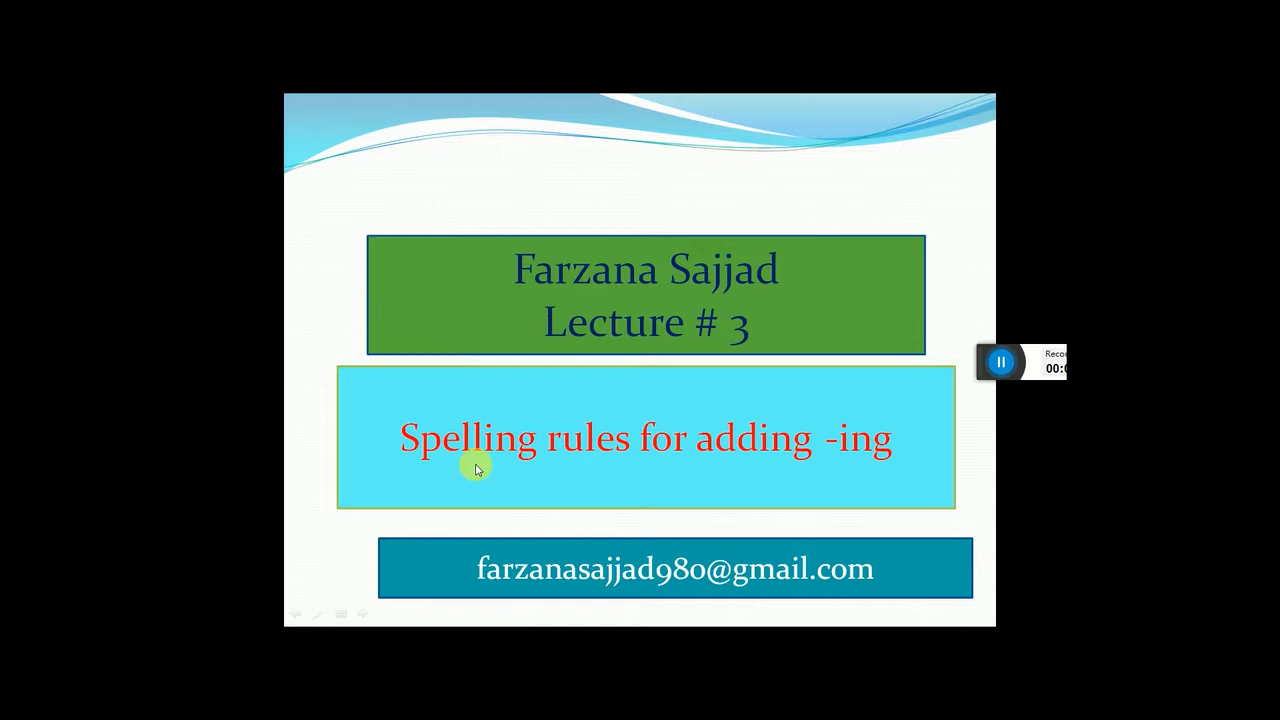 Farzana Sajjad
Lecture # 3
Spelling rules for adding -ing
farzanasajjad980@gmail.com